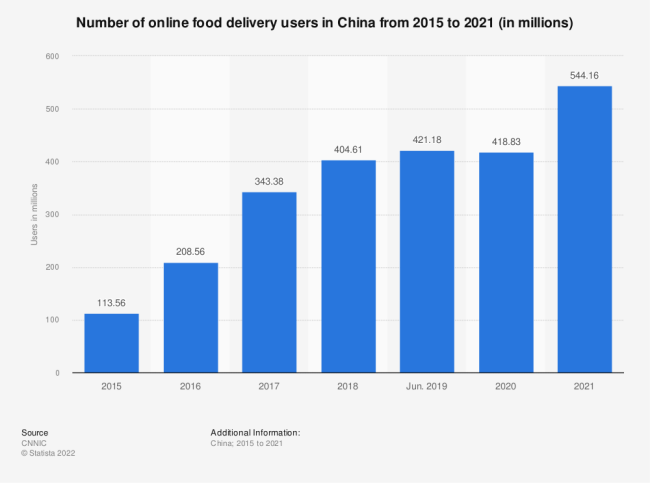 Number of online food delivery users in China from 2015 to 2021 (in millions)
600
500
400
300
200
100
0
Users in millions
113.56
208.56
343.38
404.61
421.18
418.83
544.16
2015
2016
2017
2018
Jun. 2019
2020
2021
Source
CNNIC
© Statista 2022
Additional Information:
China; 2015 to 2021